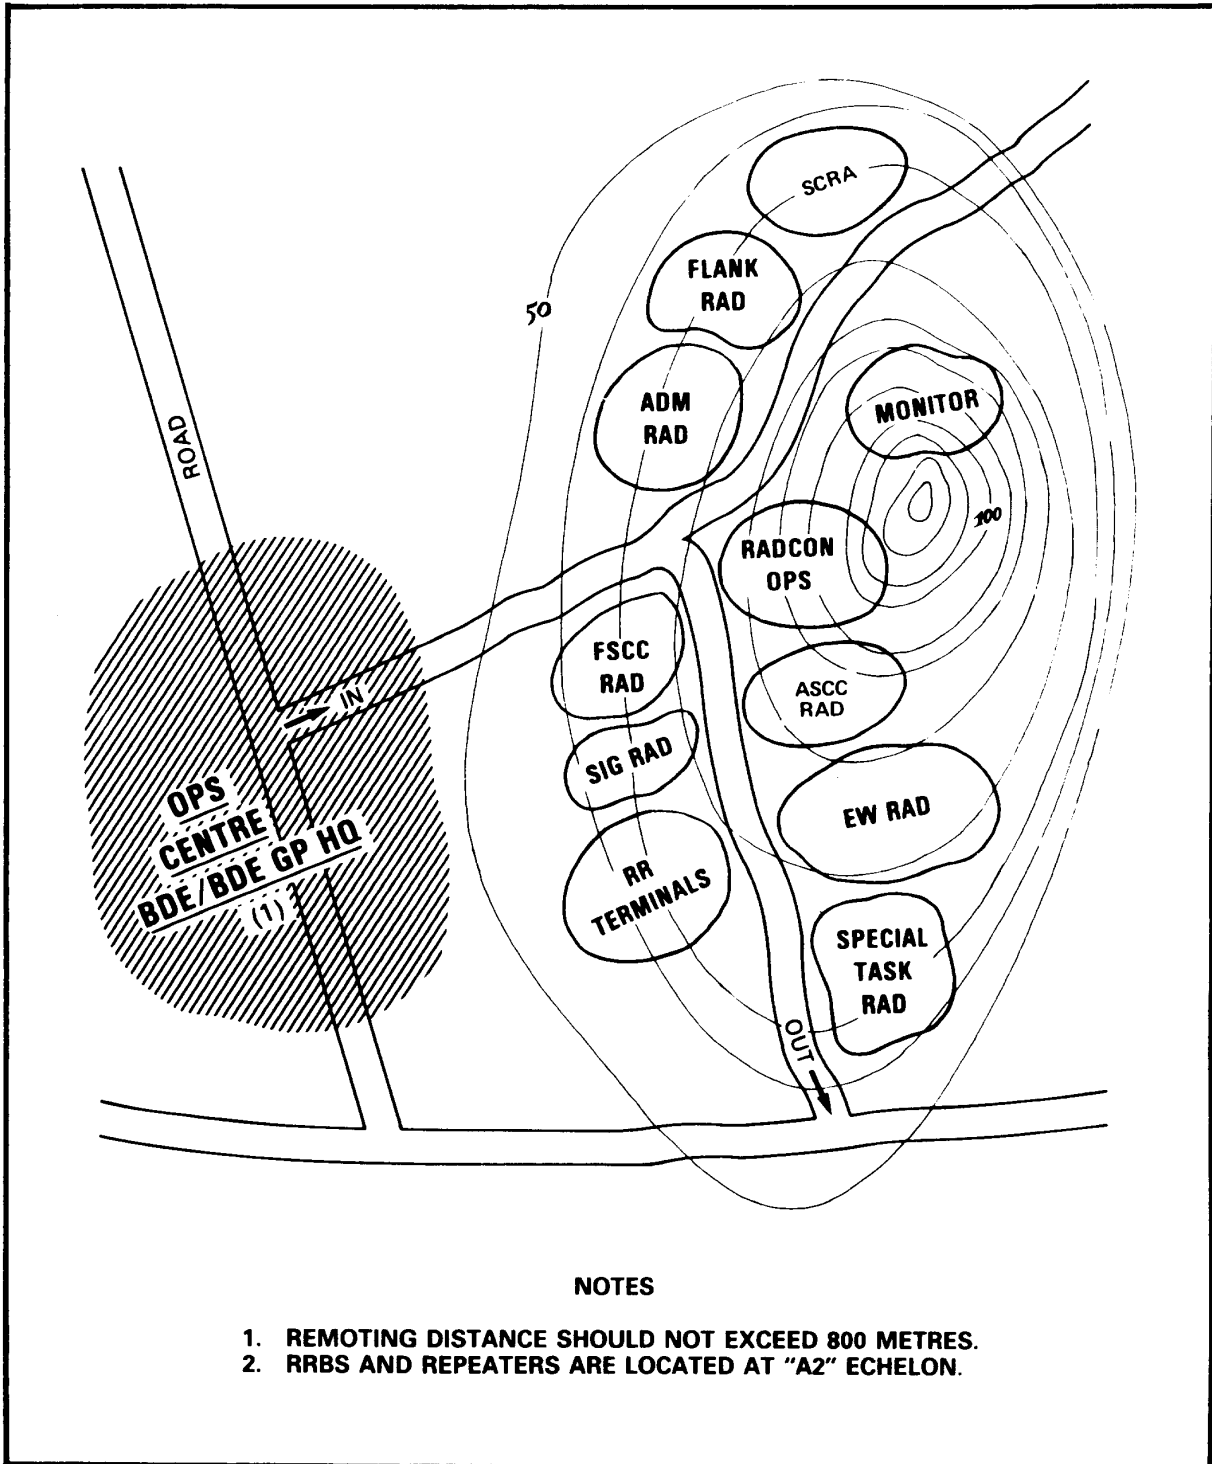 SCRA
FLANK
RAD
50
ADM
RAD
MONITOR
ROAD
100
RADCON
OPS
FSCC
RAD
ASCC
RAD
IN
SIG RAD
OPS
CENTRE
BDE/BDE GP HQ
(1)
EW RAD
RR
TERMINALS
SPECIAL
TASK
RAD
OUT
NOTES
1. REMOTING DISTANCE SHOULD NOT EXCEED 800 METRES.
2. RRBS AND REPEATERS ARE LOCATED AT "A2" ECHELON.